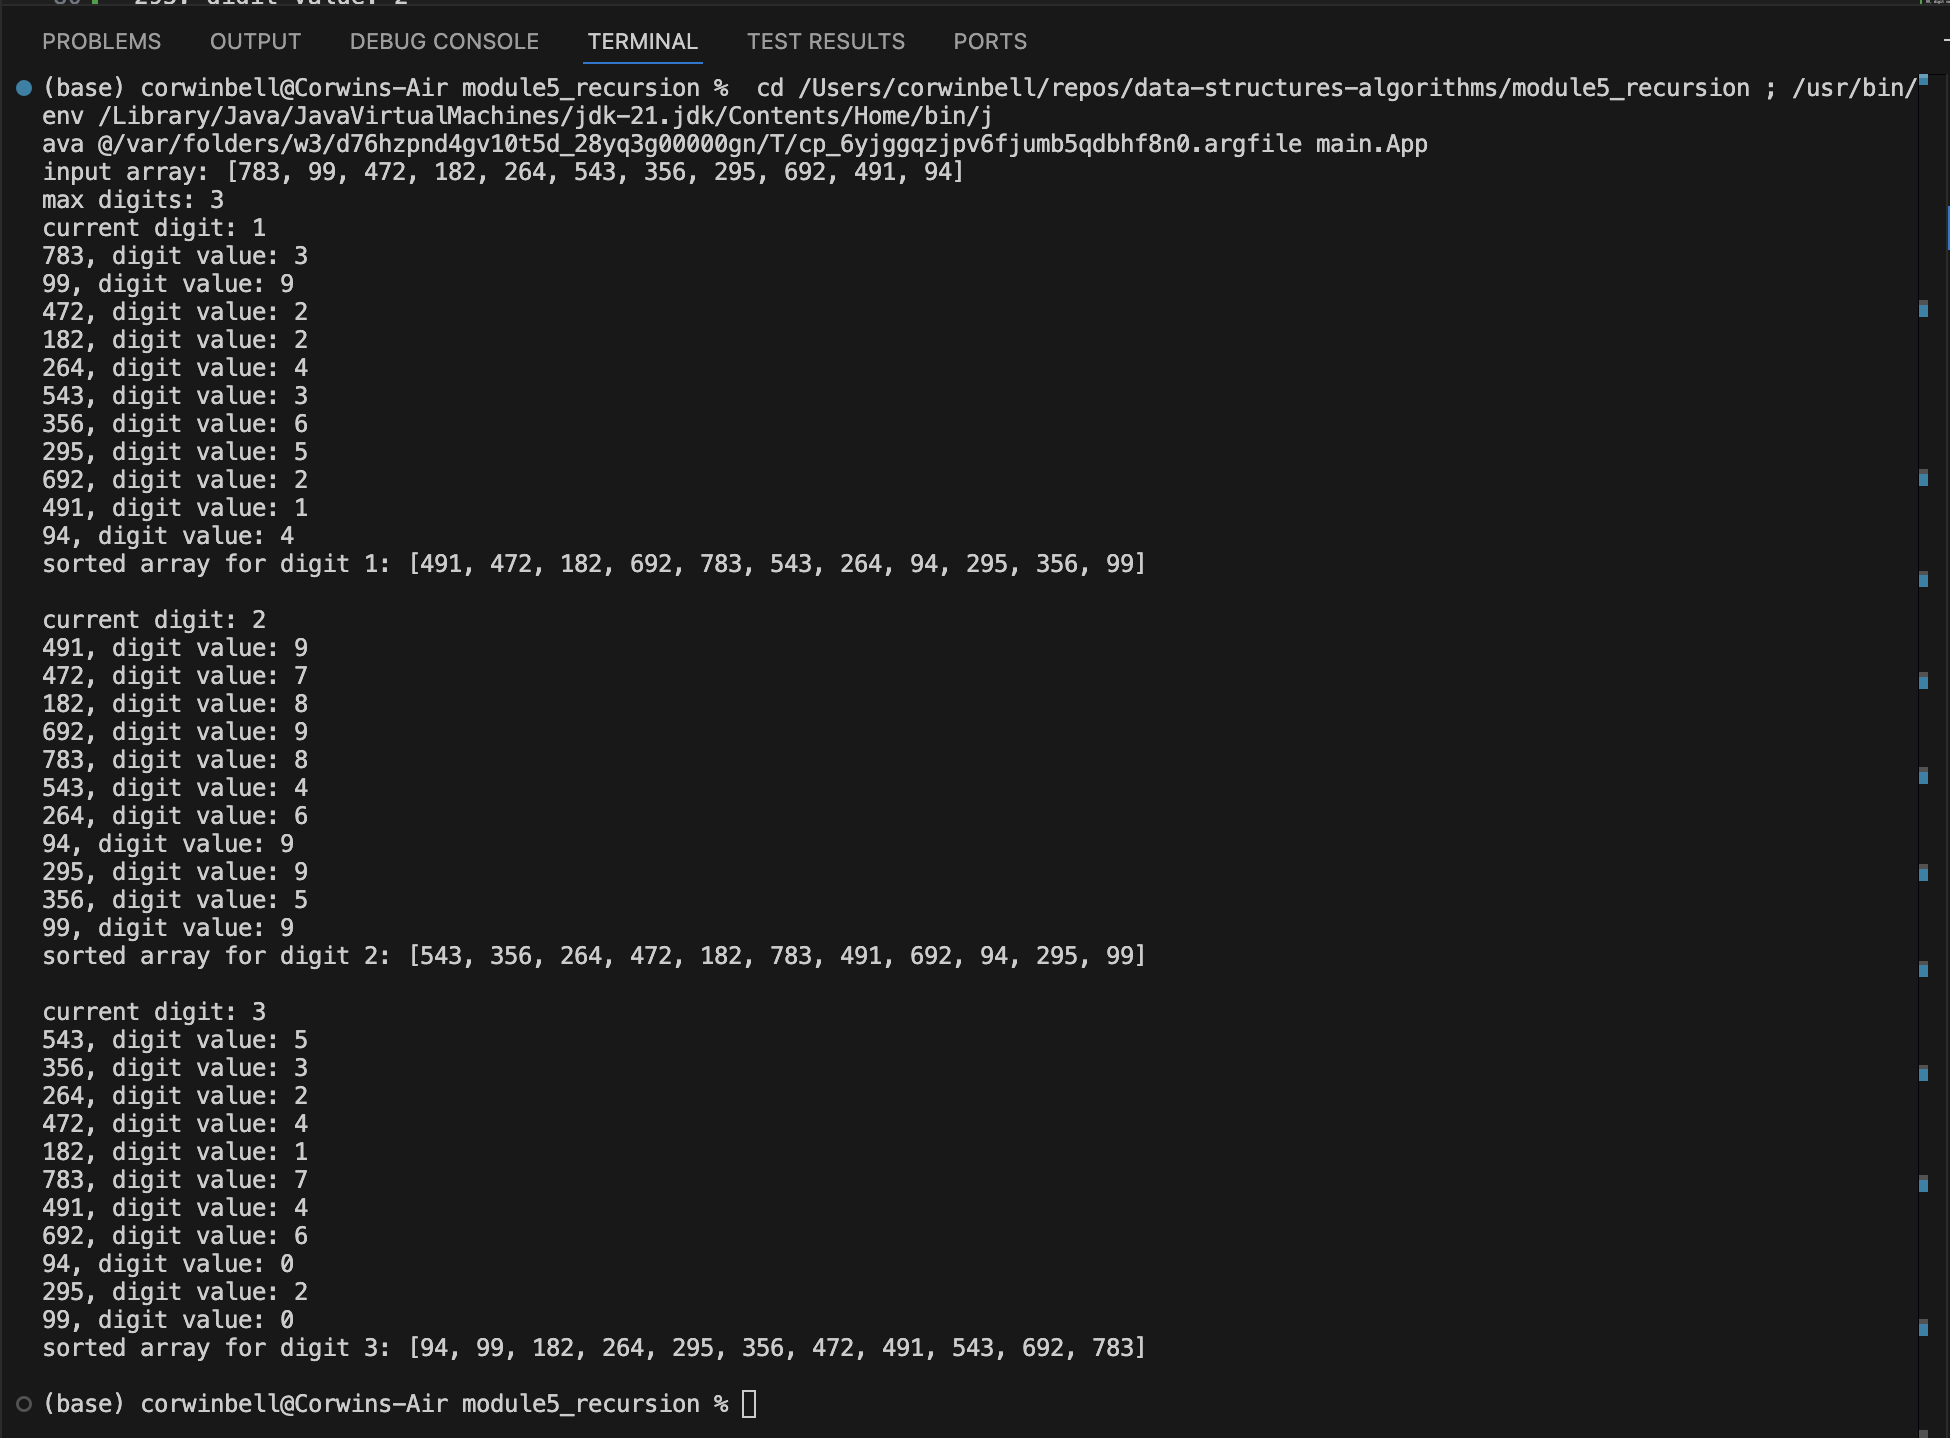 PROBLEMS OUTPUT DEBUG CONSOLE TERMINAL TEST RESULTS PORTS
(base) corwinbell@Corwins-Air module5_recursion %  cd /Users/corwinbell/repos/data-structures-algorithms/module5_recursion ; /usr/bin/
env /Library/Java/JavaVirtualMachines/jdk-21.jdk/Contents/Home/bin/j
ava @/var/folders/w3/d76hzpnd4gv10t5d_28yq3g00000gn/T/cp_6yjggqzjpv6fjumb5qdbhf8n0.argfile main.App
input array: [783, 99, 472, 182, 264, 543, 356, 295, 692, 491, 94]
max digits: 3
current digit: 1
783, digit value: 3
99, digit value: 9
472, digit value: 2
182, digit value: 2
264, digit value: 4
543, digit value: 3
356, digit value: 6
295, digit value: 5
692, digit value: 2
491, digit value: 1
94, digit value: 4
sorted array for digit 1: [491, 472, 182, 692, 783, 543, 264, 94, 295, 356, 99]

current digit: 2
491, digit value: 9
472, digit value: 7
182, digit value: 8
692, digit value: 9
783, digit value: 8
543, digit value: 4
264, digit value: 6
94, digit value: 9
295, digit value: 9
356, digit value: 5
99, digit value: 9
sorted array for digit 2: [543, 356, 264, 472, 182, 783, 491, 692, 94, 295, 99]

current digit: 3
543, digit value: 5
356, digit value: 3
264, digit value: 2
472, digit value: 4
182, digit value: 1
783, digit value: 7
491, digit value: 4
692, digit value: 6
94, digit value: 0
295, digit value: 2
99, digit value: 0
sorted array for digit 3: [94, 99, 182, 264, 295, 356, 472, 491, 543, 692, 783]

(base) corwinbell@Corwins-Air module5_recursion %